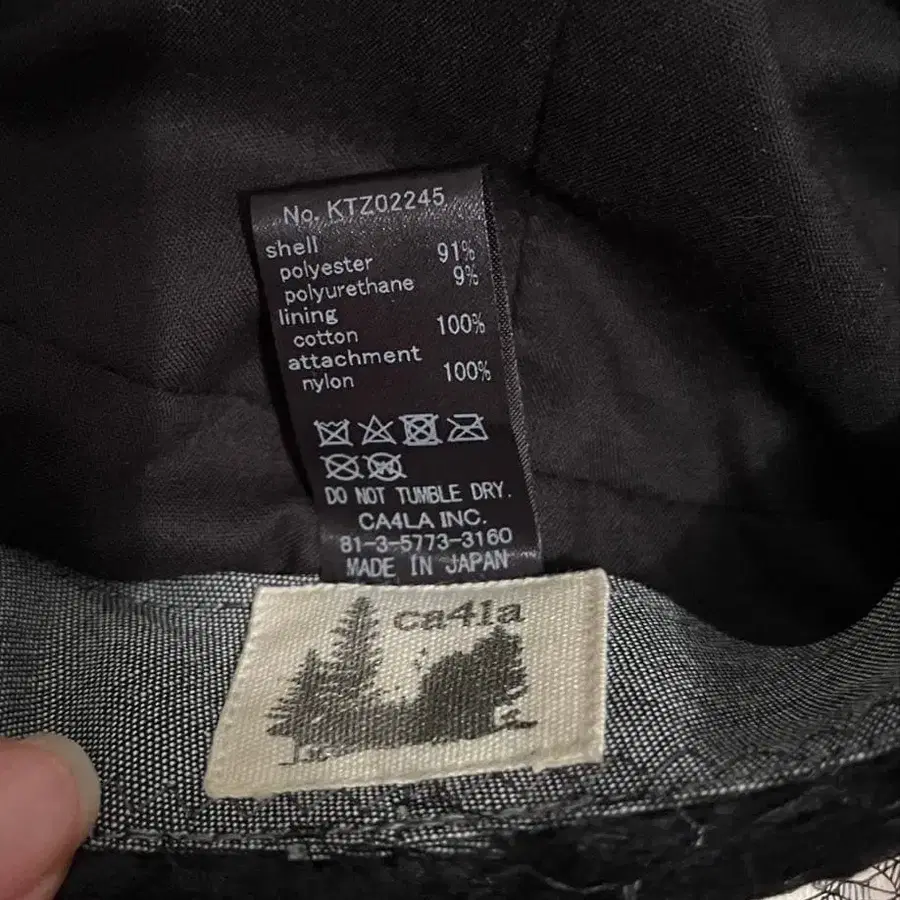 No. KTZ02245
shell
polyester 91%
polyurethane 9%
lining
cotton 100%
attachment
nylon 100%
DO NOT TUMBLE DRY.
CA4LA INC.
81-3-5773-3160
MADE IN JAPAN
ca4la